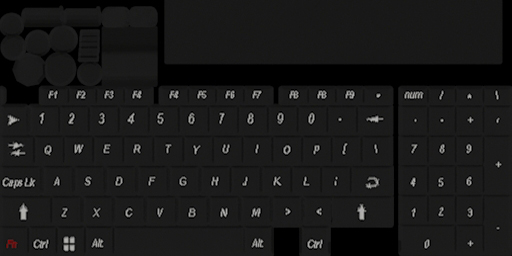 F1 F2 F3 F4 F4 F5 F6 F7 F8 F8 F9 num / \
1 2 3 4 5 6 7 8 9 0 - . - +
Q W E R T Y U I O P [ \ 7 8 9 +
Caps Lk A S D F G H J K L ; 4 5 6
Z X C V B N M > < 1 2 3 -
Fn Ctrl Alt Alt Ctrl 0 +